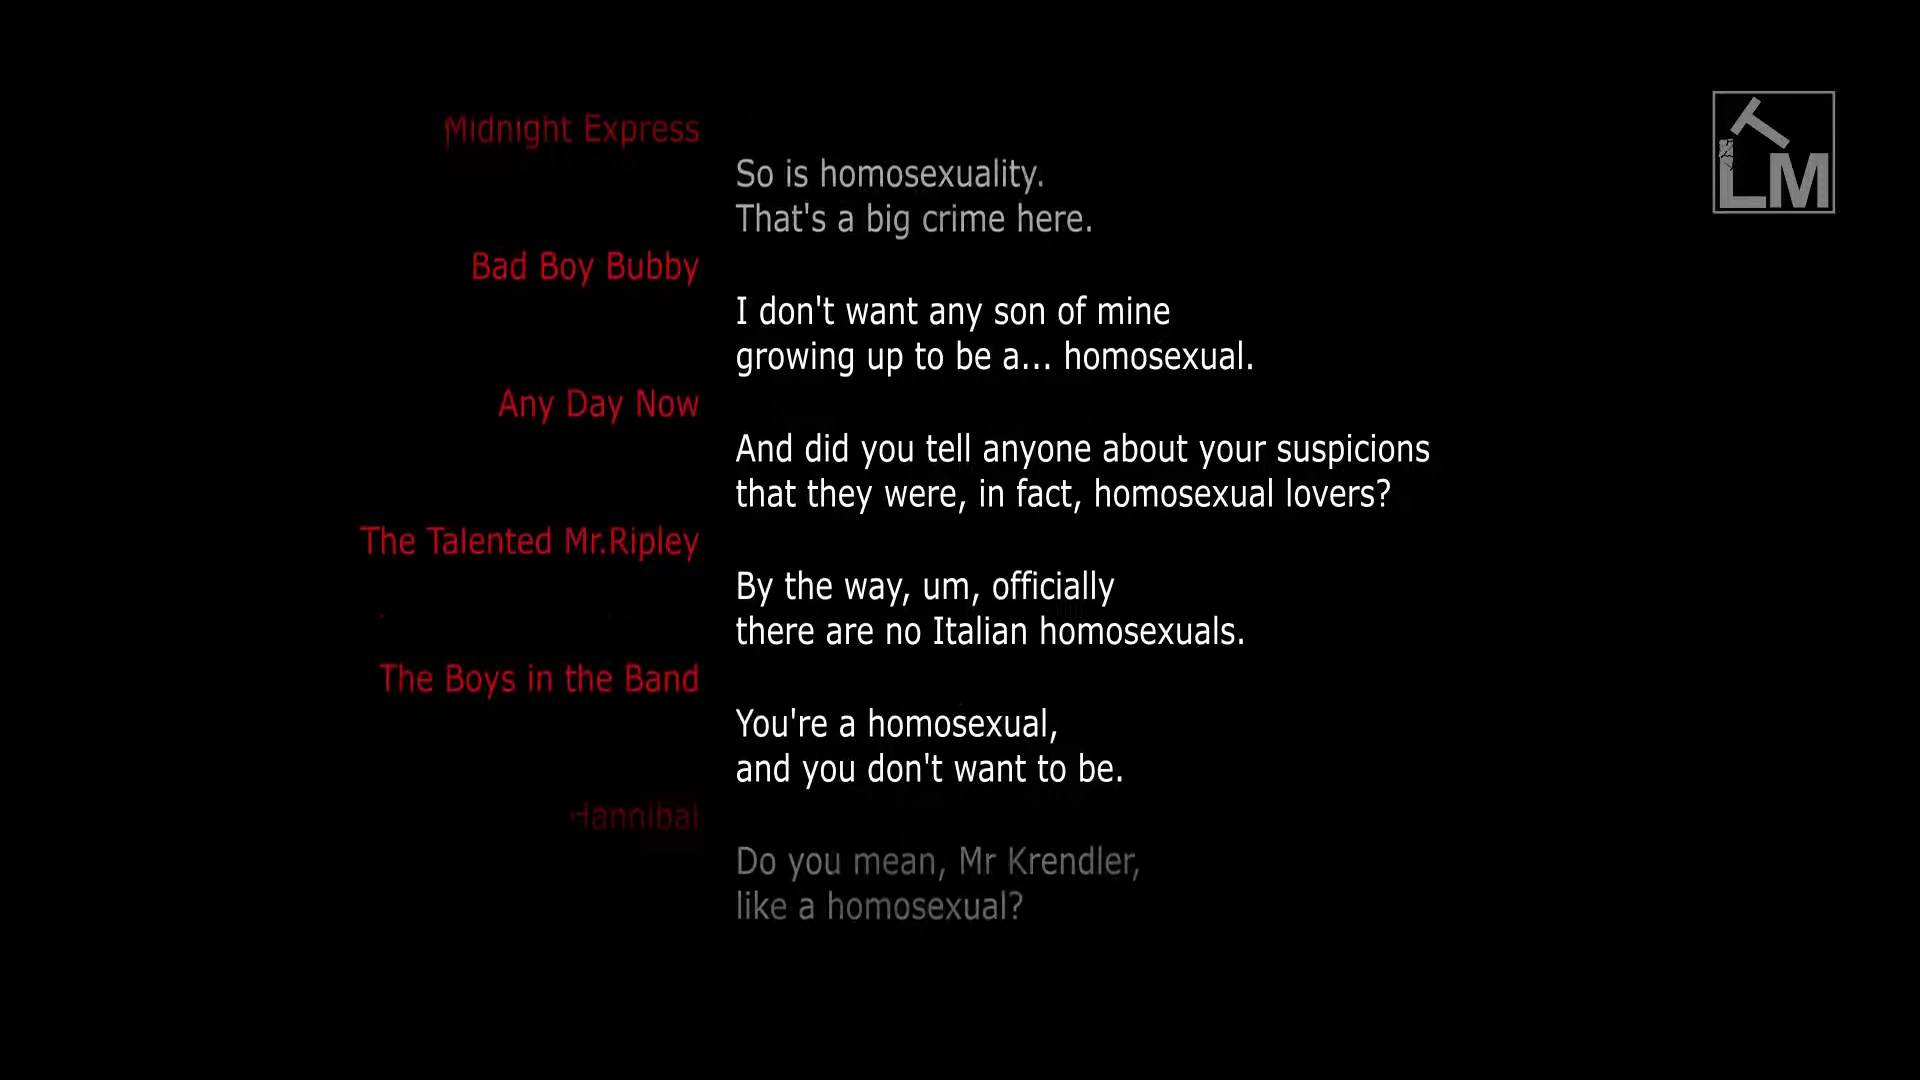 Midnight Express
So is homosexuality.
That's a big crime here.
Bad Boy Bubby
I don't want any son of mine
growing up to be a... homosexual.
Any Day Now
And did you tell anyone about your suspicions
that they were, in fact, homosexual lovers?
The Talented Mr.Ripley
By the way, um, officially
there are no Italian homosexuals.
The Boys in the Band
You're a homosexual,
and you don't want to be.
Hannibal
Do you mean, Mr Krendler,
like a homosexual?
TLM